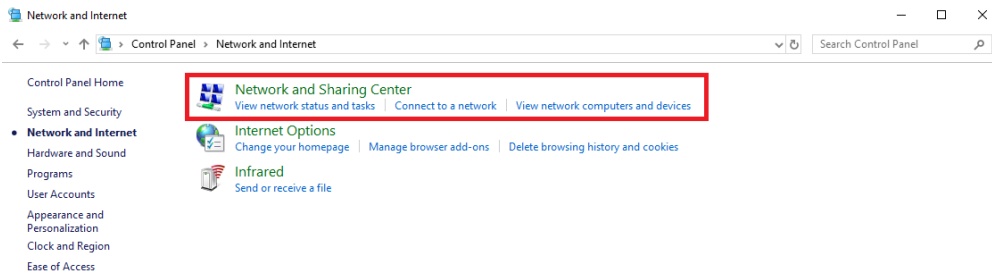 Network and Internet
Control Panel > Network and Internet
Search Control Panel
Control Panel Home
System and Security
Network and Internet
Hardware and Sound
Programs
User Accounts
Appearance and
Personalization
Clock and Region
Ease of Access
Network and Sharing Center
View network status and tasks | Connect to a network | View network computers and devices
Internet Options
Change your homepage | Manage browser add-ons | Delete browsing history and cookies
Infrared
Send or receive a file